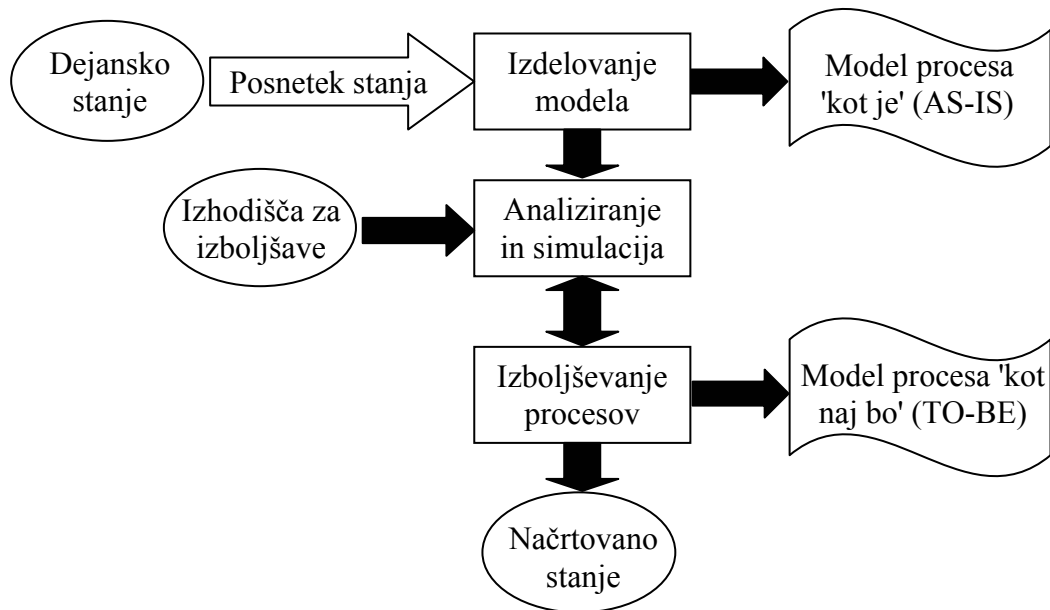 Dejansko
stanje
Posnetek stanja
Izdelovanje
modela
Model procesa
'kot je' (AS-IS)
Izhodišča za
izboljšave
Analiziranje
in simulacija
Izboljševanje
procesov
Model procesa 'kot
naj bo' (TO-BE)
Načrtovano
stanje